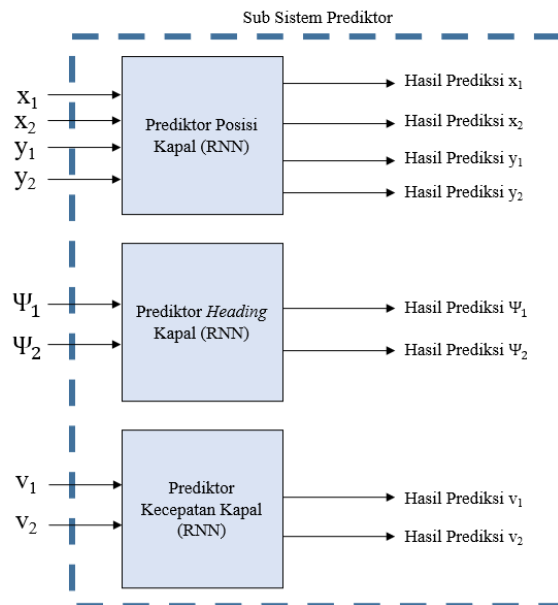 Sub Sistem Prediktor
x₁
x₂
y₁
y₂
Prediktor Posisi
Kapal (RNN)
Hasil Prediksi x₁
Hasil Prediksi x₂
Hasil Prediksi y₁
Hasil Prediksi y₂
Ψ₁
Ψ₂
Prediktor Heading
Kapal (RNN)
Hasil Prediksi Ψ₁
Hasil Prediksi Ψ₂
v₁
v₂
Prediktor
Kecepatan Kapal
(RNN)
Hasil Prediksi v₁
Hasil Prediksi v₂